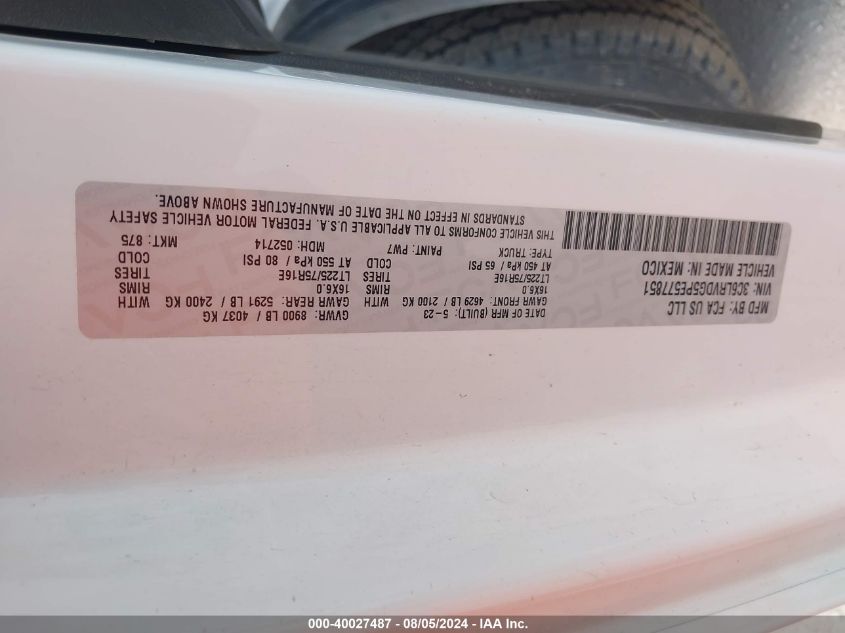 MFD BY: FCA US LLC
DATE OF MFR (BUILT): 5-23
GVWR: 8900 LB / 4037 KG
VIN: 3C6LRVDG5PE577851
GAWR FRONT: 4629 LB / 2100 KG WITH
GAWR REAR: 5291 LB / 2400 KG WITH
16X6.0 RIMS
16X6.0 RIMS
VEHICLE MADE IN: MEXICO
LT225/75R16E TIRES
LT225/75R16E TIRES
AT 450 kPa / 65 PSI COLD
AT 550 kPa / 80 PSI COLD
TYPE: TRUCK
PAINT: PW7
MDH: 052714
MKT: 875
THIS VEHICLE CONFORMS TO ALL APPLICABLE U.S.A. FEDERAL MOTOR VEHICLE SAFETY
STANDARDS IN EFFECT ON THE DATE OF MANUFACTURE SHOWN ABOVE.
000-40027487 - 08/05/2024 - IAA Inc.